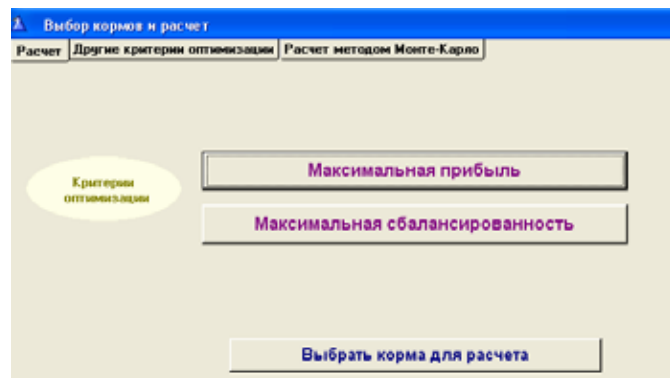 Выбор кормов и расчет
Расчет Другие критерии оптимизации Расчет методом Монте-Карло
Критерии
оптимизации
Максимальная прибыль
Максимальная сбалансированность
Выбрать корма для расчета